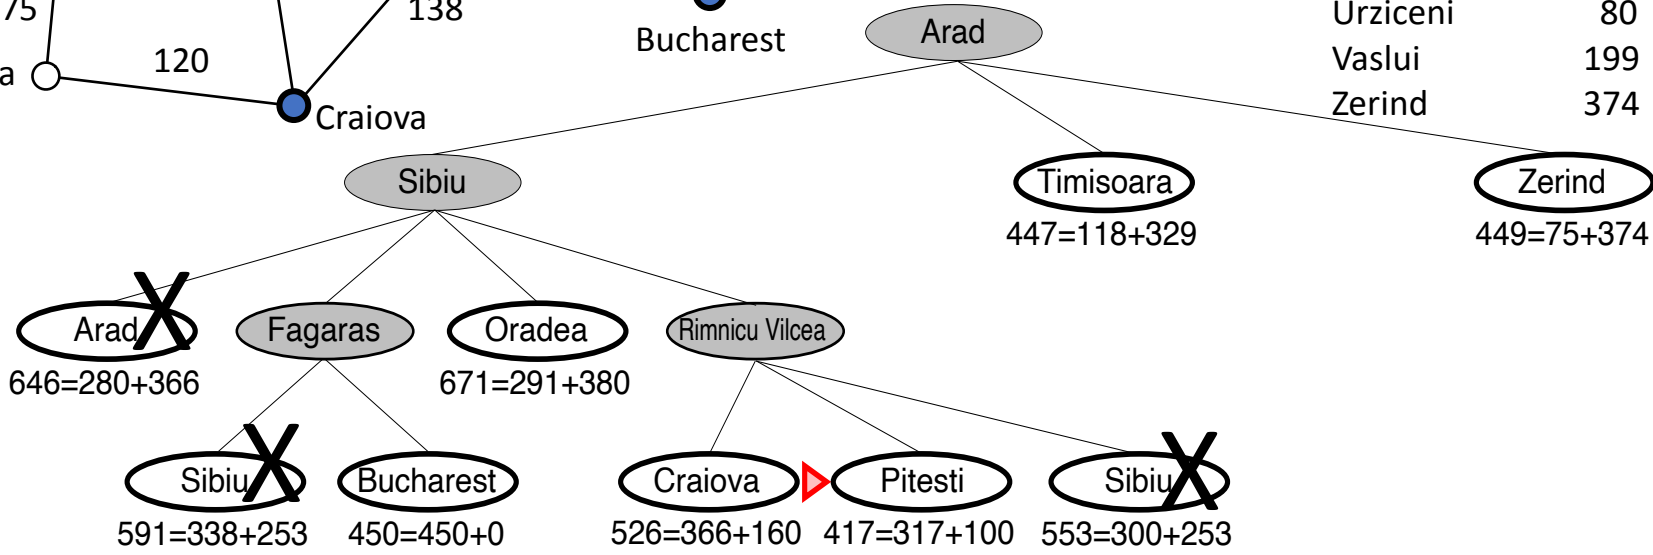 75
138
120
a
Craiova
Bucharest
Urziceni 80
Vaslui 199
Zerind 374
Arad
Sibiu
Timisoara
Zerind
447=118+329
449=75+374
Arad X
Fagaras
Oradea
Rimnicu Vilcea
646=280+366
671=291+380
Sibiu X
Bucharest
Craiova
Pitesti
Sibiu X
591=338+253
450=450+0
526=366+160
417=317+100
553=300+253